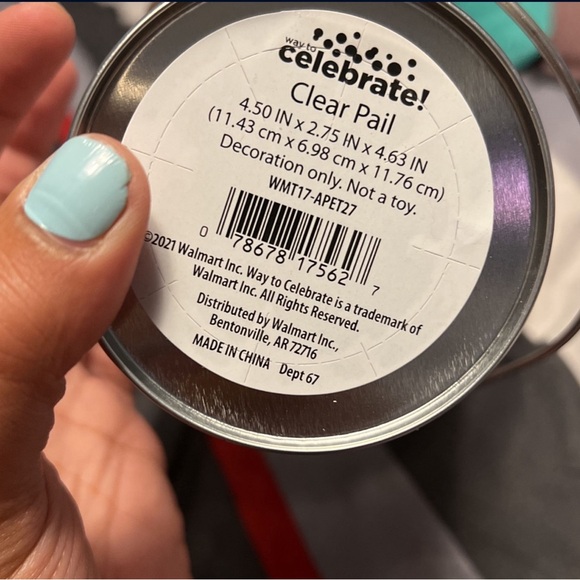 way to
celebrate!
Clear Pail
4.50 IN x 2.75 IN x 4.63 IN
(11.43 cm x 6.98 cm x 11.76 cm)
Decoration only. Not a toy.
WMT17-APET27
0 78678 17562 7
©2021 Walmart Inc. Way to Celebrate is a trademark of
Walmart Inc. All Rights Reserved.
Distributed by Walmart Inc.,
Bentonville, AR 72716
MADE IN CHINA Dept 67